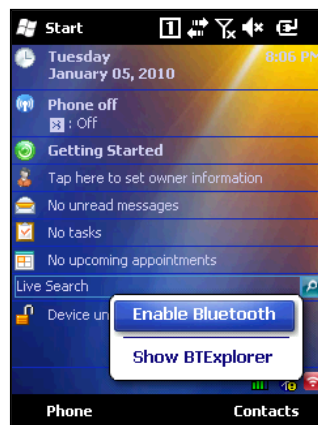 Start 1
Tuesday 8:06 PM
January 05, 2010
Phone off
: Off
Getting Started
Tap here to set owner information
No unread messages
No tasks
No upcoming appointments
Live Search
Device un
Enable Bluetooth
Show BTExplorer
Phone Contacts